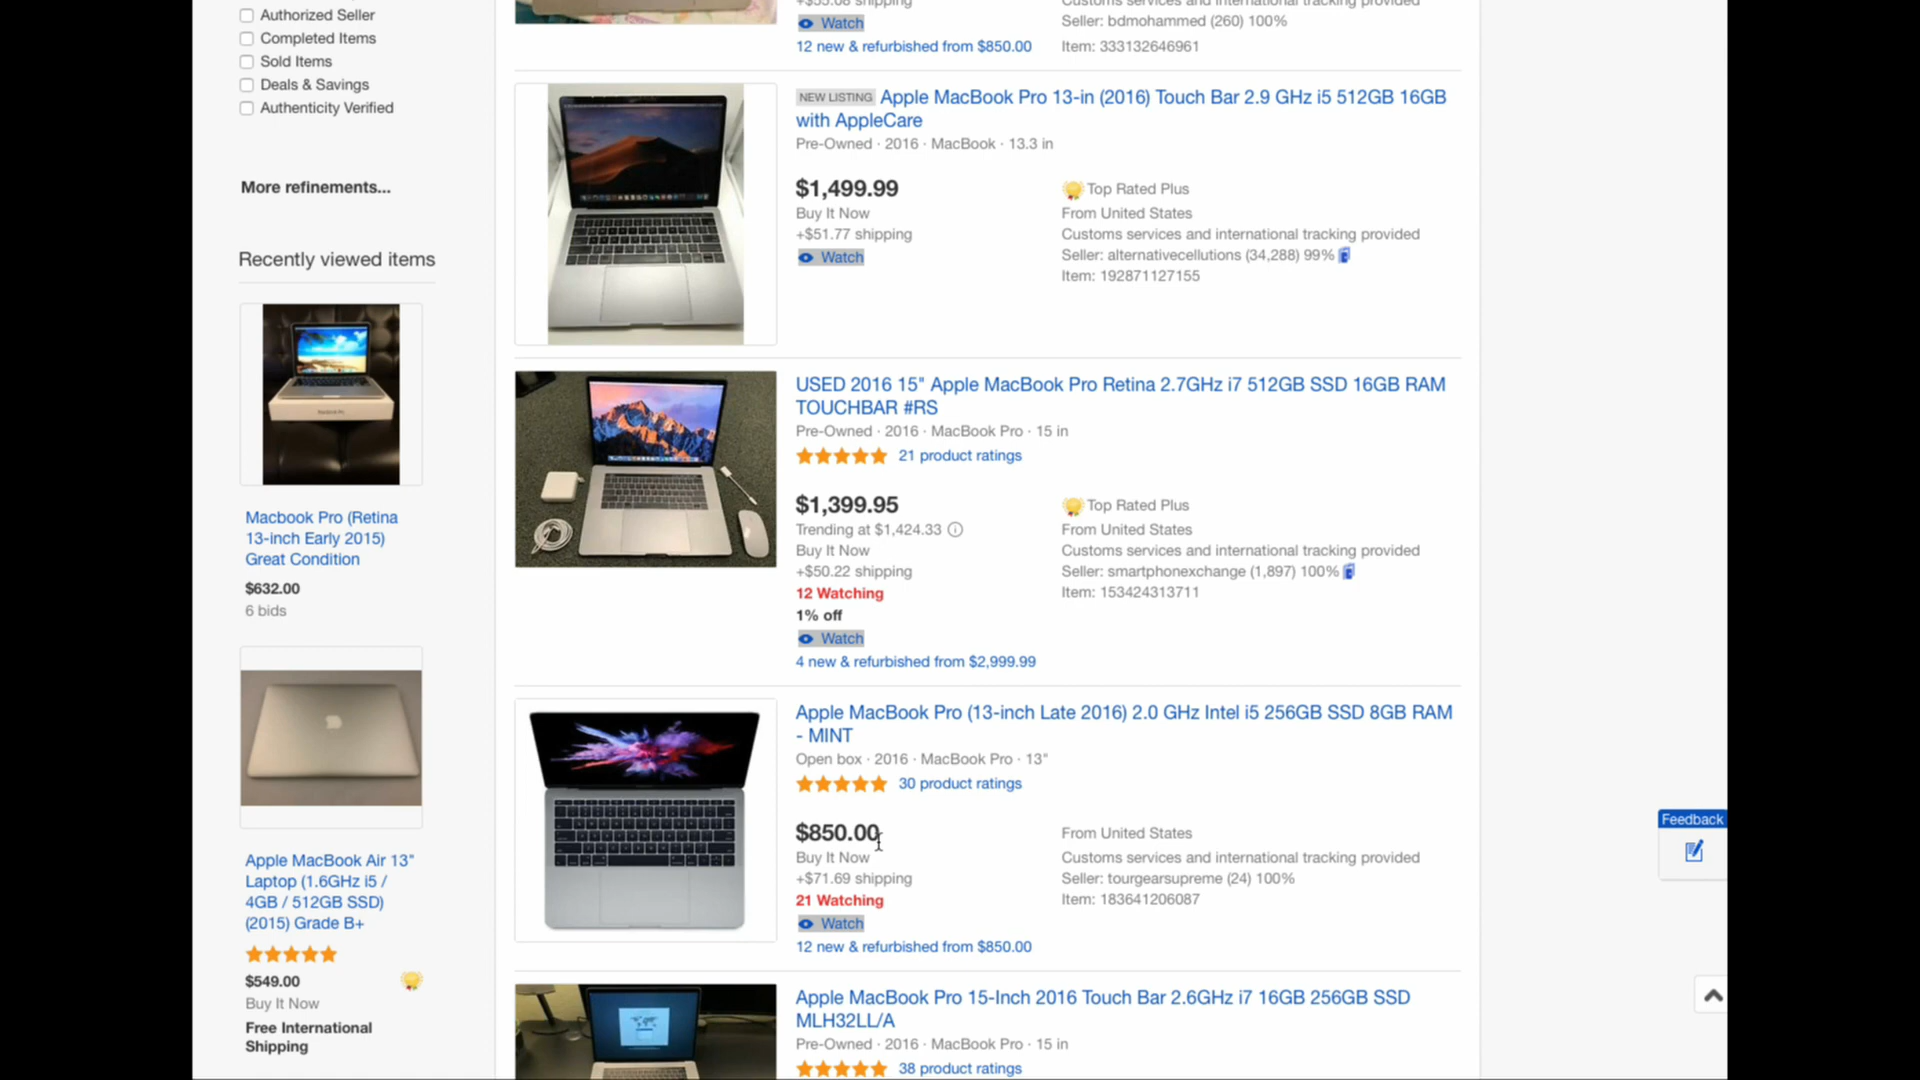 Authorized Seller
Completed Items
Sold Items
Deals & Savings
Authenticity Verified
More refinements...
Recently viewed items
Macbook Pro (Retina
13-inch Early 2015)
Great Condition
$632.00
6 bids
Apple MacBook Air 13"
Laptop (1.6GHz i5 /
4GB / 512GB SSD)
(2015) Grade B+
$549.00
Buy It Now
Free International
Shipping
+$55.08 shipping
Watch
12 new & refurbished from $850.00
Customs services and international tracking provided
Seller: bdmohammed (260) 100%
Item: 333132646961
NEW LISTING Apple MacBook Pro 13-in (2016) Touch Bar 2.9 GHz i5 512GB 16GB
with AppleCare
Pre-Owned · 2016 · MacBook · 13.3 in
$1,499.99
Buy It Now
+$51.77 shipping
Watch
Top Rated Plus
From United States
Customs services and international tracking provided
Seller: alternativecellutions (34,288) 99%
Item: 192871127155
USED 2016 15" Apple MacBook Pro Retina 2.7GHz i7 512GB SSD 16GB RAM
TOUCHBAR #RS
Pre-Owned · 2016 · MacBook Pro · 15 in
21 product ratings
$1,399.95
Trending at $1,424.33
Buy It Now
+$50.22 shipping
12 Watching
1% off
Watch
4 new & refurbished from $2,999.99
Top Rated Plus
From United States
Customs services and international tracking provided
Seller: smartphonexchange (1,897) 100%
Item: 153424313711
Apple MacBook Pro (13-inch Late 2016) 2.0 GHz Intel i5 256GB SSD 8GB RAM
- MINT
Open box · 2016 · MacBook Pro · 13"
30 product ratings
$850.00
Buy It Now
+$71.69 shipping
21 Watching
Watch
12 new & refurbished from $850.00
From United States
Customs services and international tracking provided
Seller: tourgearsupreme (24) 100%
Item: 183641206087
Apple MacBook Pro 15-Inch 2016 Touch Bar 2.6GHz i7 16GB 256GB SSD
MLH32LL/A
Pre-Owned · 2016 · MacBook Pro · 15 in
38 product ratings
Feedback